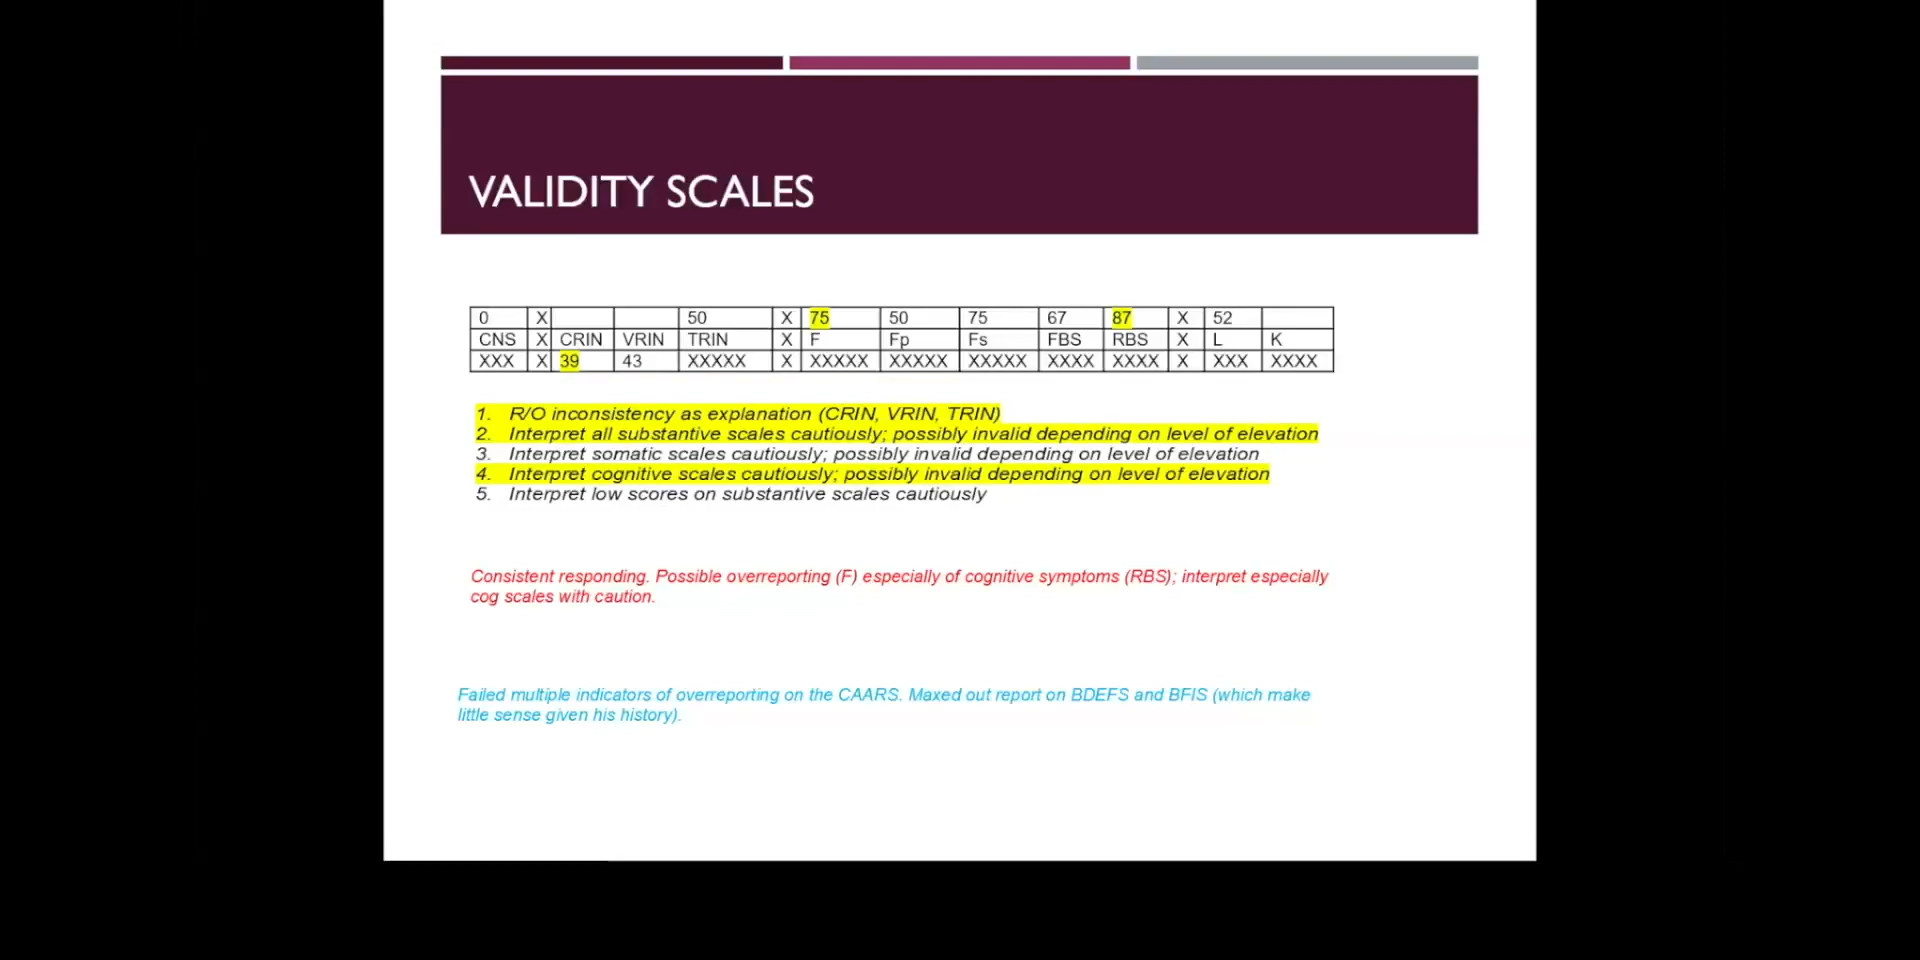 VALIDITY SCALES
0 X 50 X 75 50 75 67 87 X 52
CNS X CRIN VRIN TRIN X F Fp Fs FBS RBS X L K
XXX X 39 43 XXXXX X XXXXX XXXXX XXXXX XXXX XXXX X XXX XXXX
1. R/O inconsistency as explanation (CRIN, VRIN, TRIN)
2. Interpret all substantive scales cautiously; possibly invalid depending on level of elevation
3. Interpret somatic scales cautiously; possibly invalid depending on level of elevation
4. Interpret cognitive scales cautiously; possibly invalid depending on level of elevation
5. Interpret low scores on substantive scales cautiously
Consistent responding. Possible overreporting (F) especially of cognitive symptoms (RBS); interpret especially
cog scales with caution.
Failed multiple indicators of overreporting on the CAARS. Maxed out report on BDEFS and BFIS (which make
little sense given his history).